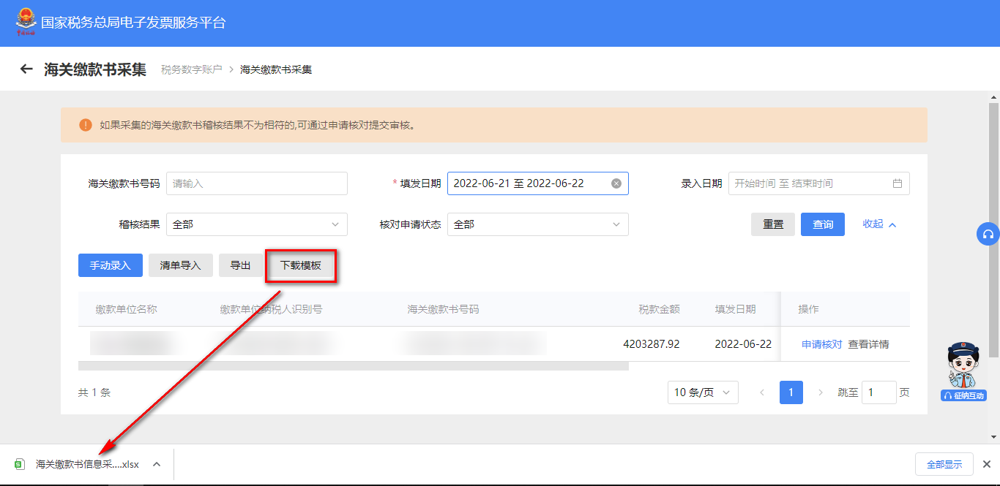 国家税务总局电子发票服务平台
海关缴款书采集 税务数字账户 > 海关缴款书采集
如果采集的海关缴款书稽核结果不为相符的,可通过申请核对提交审核。
海关缴款书号码 请输入 * 填发日期 2022-06-21 至 2022-06-22 录入日期 开始时间 至 结束时间
稽核结果 全部 核对申请状态 全部 重置 查询 收起
手动录入 清单导入 导出 下载模板
缴款单位名称 缴款单位纳税人识别号 海关缴款书号码 税款金额 填发日期 操作
4203287.92 2022-06-22 申请核对 查看详情
共 1 条 10 条/页 < 1 > 跳至 1 页
征纳互动
海关缴款书信息采....xlsx 全部显示